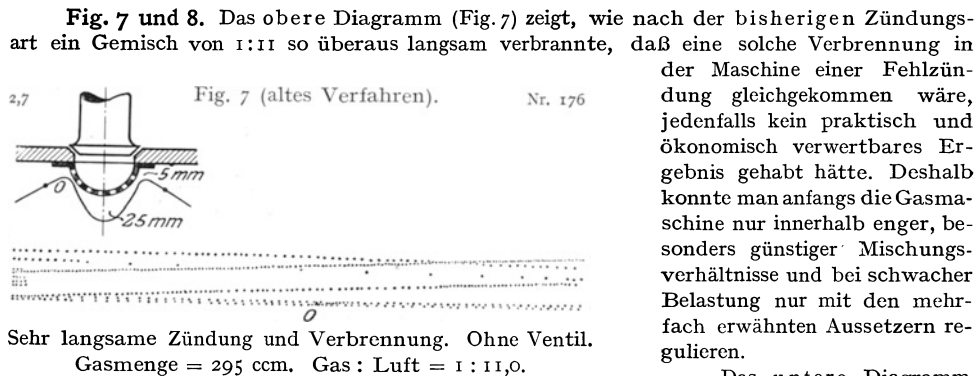 Fig. 7 und 8. Das obere Diagramm (Fig. 7) zeigt, wie nach der bisherigen Zündungs-
art ein Gemisch von 1:11 so überaus langsam verbrannte, daß eine solche Verbrennung in
2,7 Fig. 7 (altes Verfahren). Nr. 176
5mm
0
25mm
0
Sehr langsame Zündung und Verbrennung. Ohne Ventil.
Gasmenge = 295 ccm. Gas : Luft = 1 : 11,0.
der Maschine einer Fehlzün-
dung gleichgekommen wäre,
jedenfalls kein praktisch und
ökonomisch verwertbares Er-
gebnis gehabt hätte. Deshalb
konnte man anfangs die Gasma-
schine nur innerhalb enger, be-
sonders günstiger Mischungs-
verhältnisse und bei schwacher
Belastung nur mit den mehr-
fach erwähnten Aussetzern re-
gulieren.
Das untere Diagramm